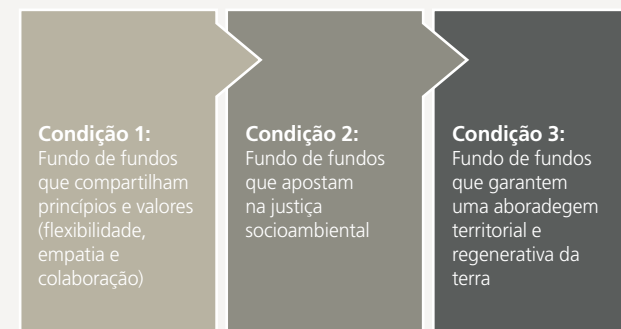 Condição 1:
Fundo de fundos
que compartilham
princípios e valores
(flexibilidade,
empatia e
colaboração)
Condição 2:
Fundo de fundos
que apostam
na justiça
socioambiental
Condição 3:
Fundo de fundos
que garantem
uma aboradegem
territorial e
regenerativa da
terra